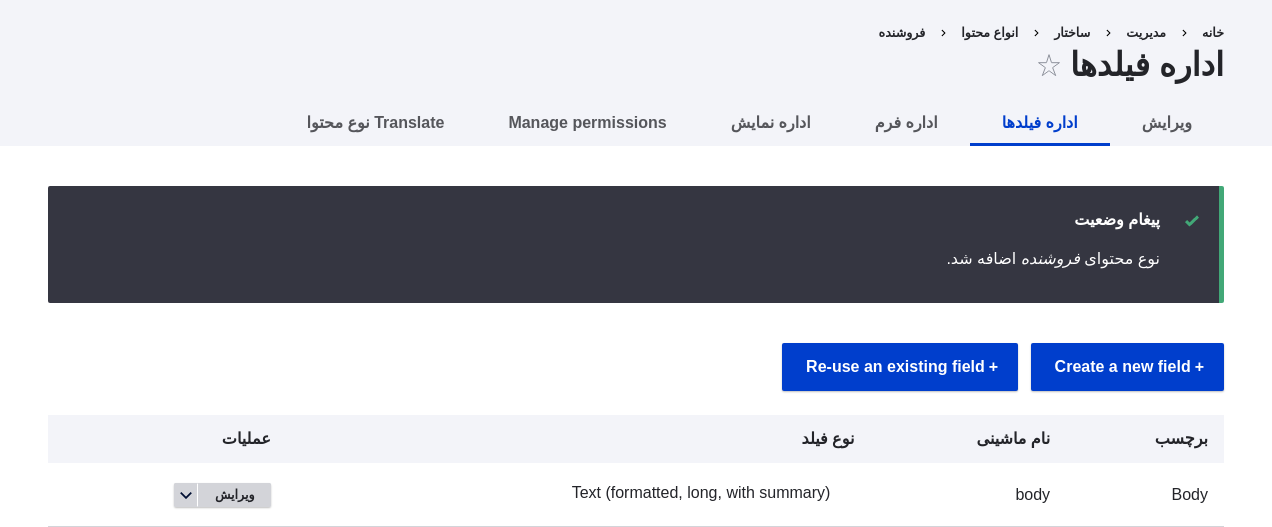 خانه › مدیریت › ساختار › انواع محتوا › فروشنده
اداره فیلدها ☆
ویرایش اداره فیلدها اداره فرم اداره نمایش Manage permissions Translate نوع محتوا
پیغام وضعیت
نوع محتوای فروشنده اضافه شد.
+ Create a new field + Re-use an existing field
برچسب نام ماشینی نوع فیلد عملیات
Body body Text (formatted, long, with summary) ویرایش